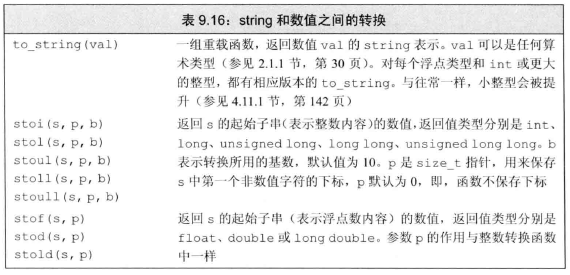 表 9.16：string 和数值之间的转换
to_string(val) 一组重载函数，返回数值 val 的 string 表示。val 可以是任何算
术类型（参见 2.1.1 节，第 30 页）。对每个浮点类型和 int 或更大
的整型，都有相应版本的 to_string。与往常一样，小整型会被提
升（参见 4.11.1 节，第 142 页）
stoi(s, p, b) 返回 s 的起始子串（表示整数内容）的数值，返回值类型分别是 int、
stol(s, p, b) long、unsigned long、long long、unsigned long long。b
stoul(s, p, b) 表示转换所用的基数，默认值为 10。p 是 size_t 指针，用来保存
stoll(s, p, b) s 中第一个非数值字符的下标，p 默认为 0，即，函数不保存下标
stoull(s, p, b)
stof(s, p) 返回 s 的起始子串（表示浮点数内容）的数值，返回值类型分别是
stod(s, p) float、double 或 long double。参数 p 的作用与整数转换函数
stold(s, p) 中一样